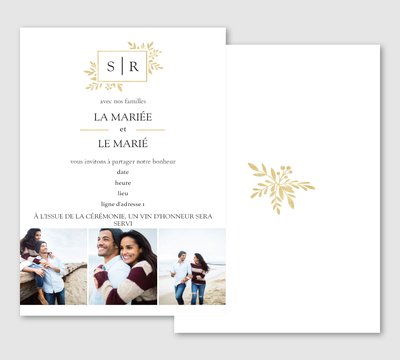 S | R
avec nos familles
LA MARIÉE
et
LE MARIÉ
vous invitons à partager notre bonheur
date
heure
lieu
ligne d'adresse 1
À L'ISSUE DE LA CÉRÉMONIE, UN VIN D'HONNEUR SERA
SERVI